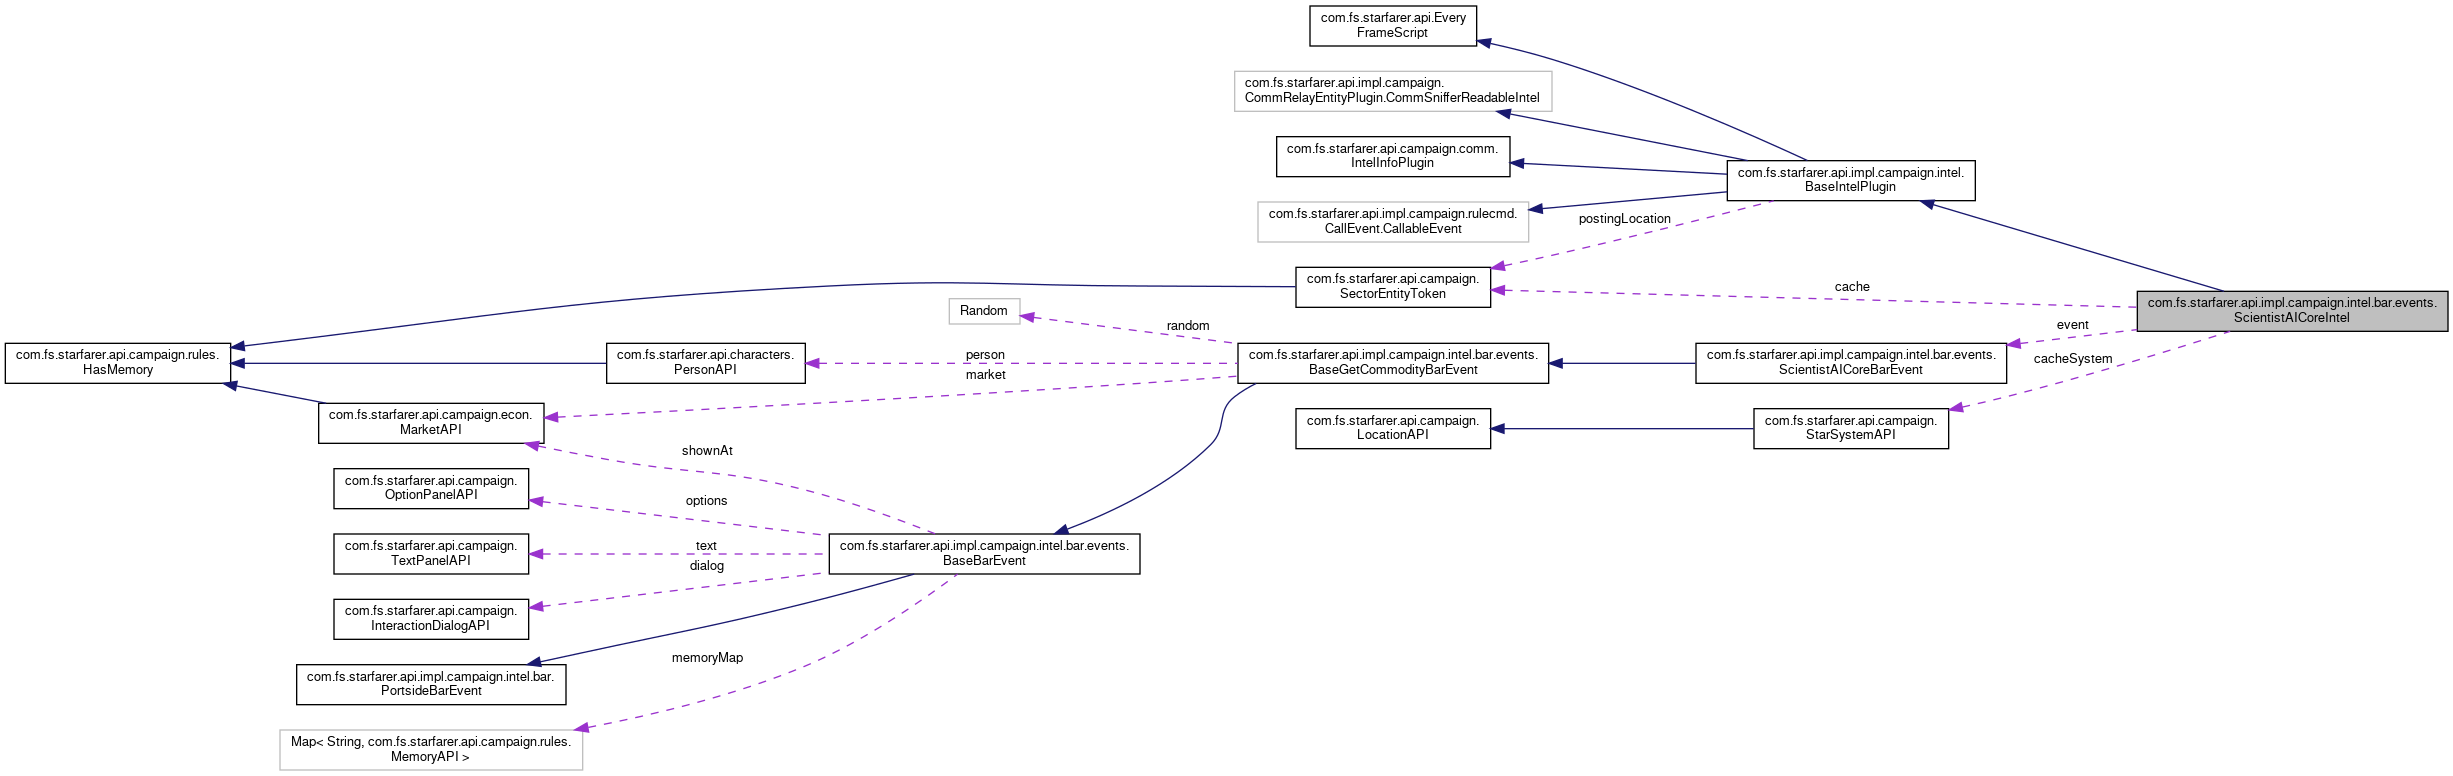 com.fs.starfarer.api.Every
FrameScript
com.fs.starfarer.api.impl.campaign.
CommRelayEntityPlugin.CommSnifferReadableIntel
com.fs.starfarer.api.campaign.comm.
IntelInfoPlugin
com.fs.starfarer.api.impl.campaign.intel.
BaseIntelPlugin
com.fs.starfarer.api.impl.campaign.rulecmd.
CallEvent.CallableEvent
postingLocation
com.fs.starfarer.api.campaign.
SectorEntityToken
cache
com.fs.starfarer.api.impl.campaign.intel.bar.events.
ScientistAICoreIntel
Random
random
event
com.fs.starfarer.api.campaign.rules.
HasMemory
com.fs.starfarer.api.characters.
PersonAPI
person
com.fs.starfarer.api.impl.campaign.intel.bar.events.
BaseGetCommodityBarEvent
com.fs.starfarer.api.impl.campaign.intel.bar.events.
ScientistAICoreBarEvent
cacheSystem
market
com.fs.starfarer.api.campaign.econ.
MarketAPI
com.fs.starfarer.api.campaign.
LocationAPI
com.fs.starfarer.api.campaign.
StarSystemAPI
shownAt
com.fs.starfarer.api.campaign.
OptionPanelAPI
options
com.fs.starfarer.api.campaign.
TextPanelAPI
text
com.fs.starfarer.api.impl.campaign.intel.bar.events.
BaseBarEvent
dialog
com.fs.starfarer.api.campaign.
InteractionDialogAPI
memoryMap
com.fs.starfarer.api.impl.campaign.intel.bar.
PortsideBarEvent
Map< String, com.fs.starfarer.api.campaign.rules.
MemoryAPI >